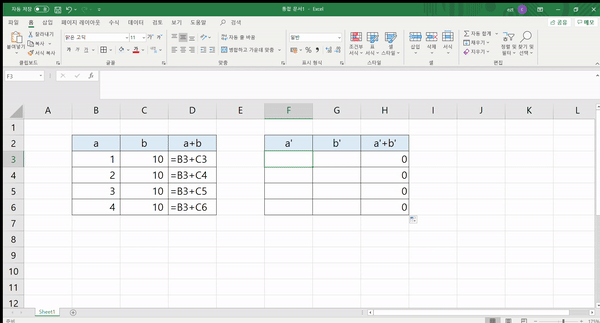 자동 저장
통합 문서1 - Excel
파일 홈 삽입 페이지 레이아웃 수식 데이터 검토 보기 도움말 검색 공유 메모
붙여넣기 잘라내기 복사 서식 복사
맑은 고딕 11
자동 줄 바꿈
병합하고 가운데 맞춤
일반
조건부 서식 표 서식 셀 스타일
삽입 삭제 서식
자동 합계 채우기 지우기
정렬 및 필터 찾기 및 선택
클립보드 글꼴 맞춤 표시 형식 스타일 셀 편집
F3 fx
A B C D E F G H I J K L
1
2 a b a+b a' b' a'+b'
3 1 10 =B3+C3 0
4 2 10 =B3+C4 0
5 3 10 =B3+C5 0
6 4 10 =B3+C6 0
7
8
9
10
11
12
Sheet1
준비